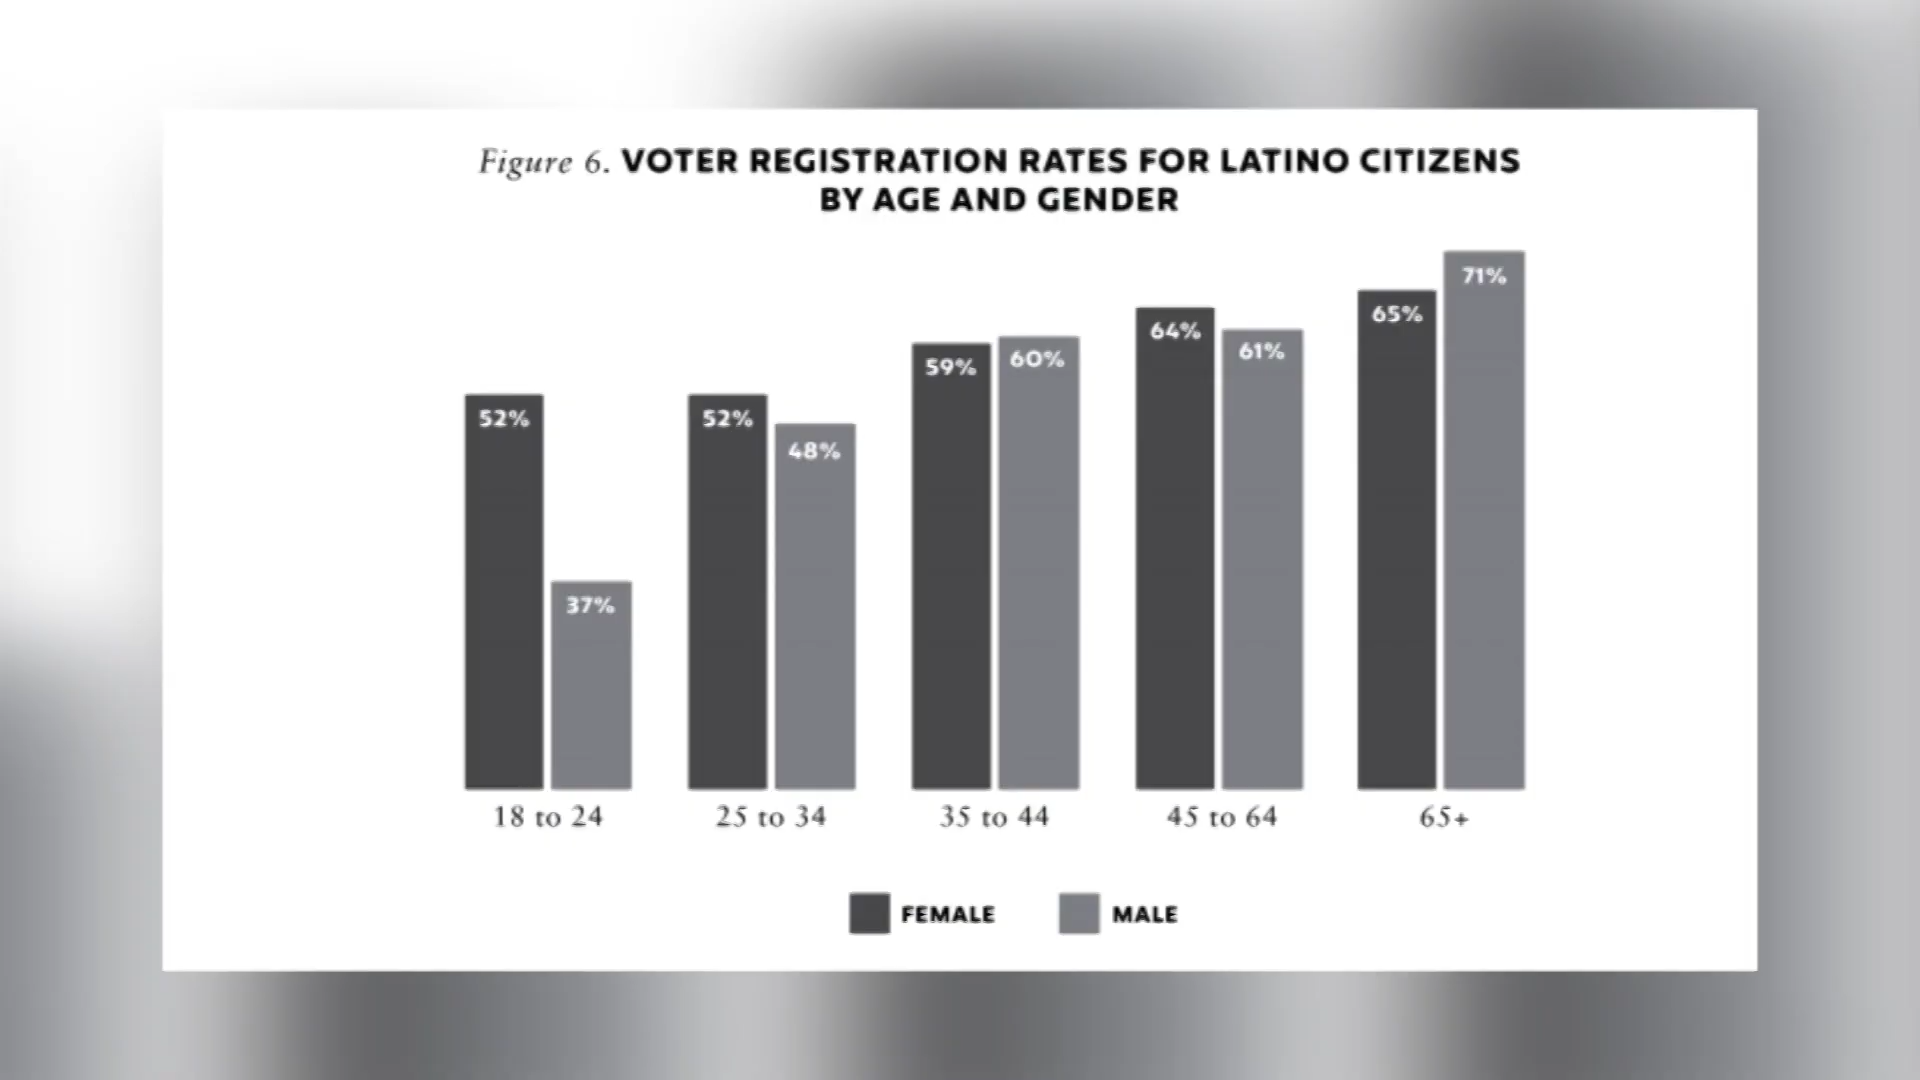 Figure 6. VOTER REGISTRATION RATES FOR LATINO CITIZENS
BY AGE AND GENDER
52%
37%
52%
48%
59%
60%
64%
61%
65%
71%
18 to 24
25 to 34
35 to 44
45 to 64
65+
FEMALE
MALE